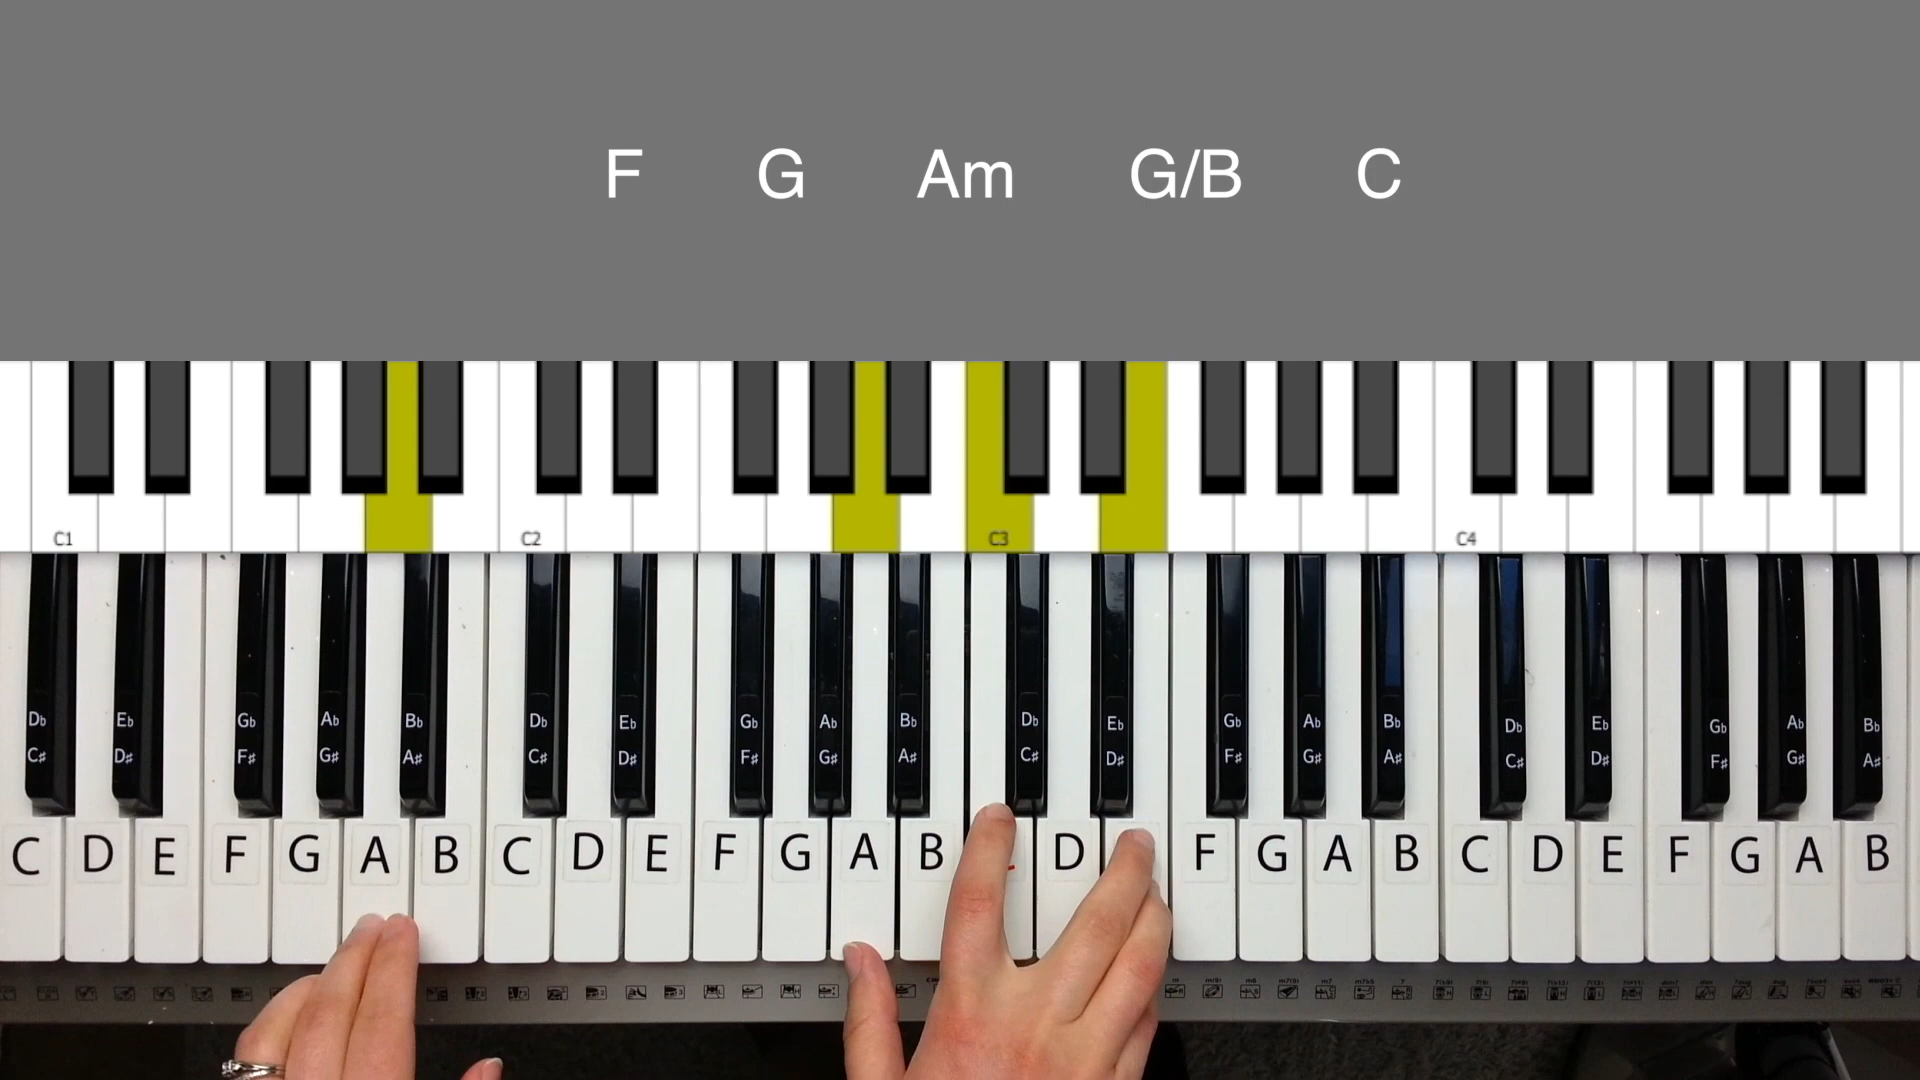 F G Am G/B C
C1 C2 C3 C4
Db Eb Gb Ab Bb Db Eb Gb Ab Bb Db Eb Gb Ab Bb Db Eb Gb Ab Bb
C♯ D♯ F♯ G♯ A♯ C♯ D♯ F♯ G♯ A♯ C♯ D♯ F♯ G♯ A♯ C♯ D♯ F♯ G♯ A♯
C D E F G A B C D E F G A B D F G A B C D E F G A B